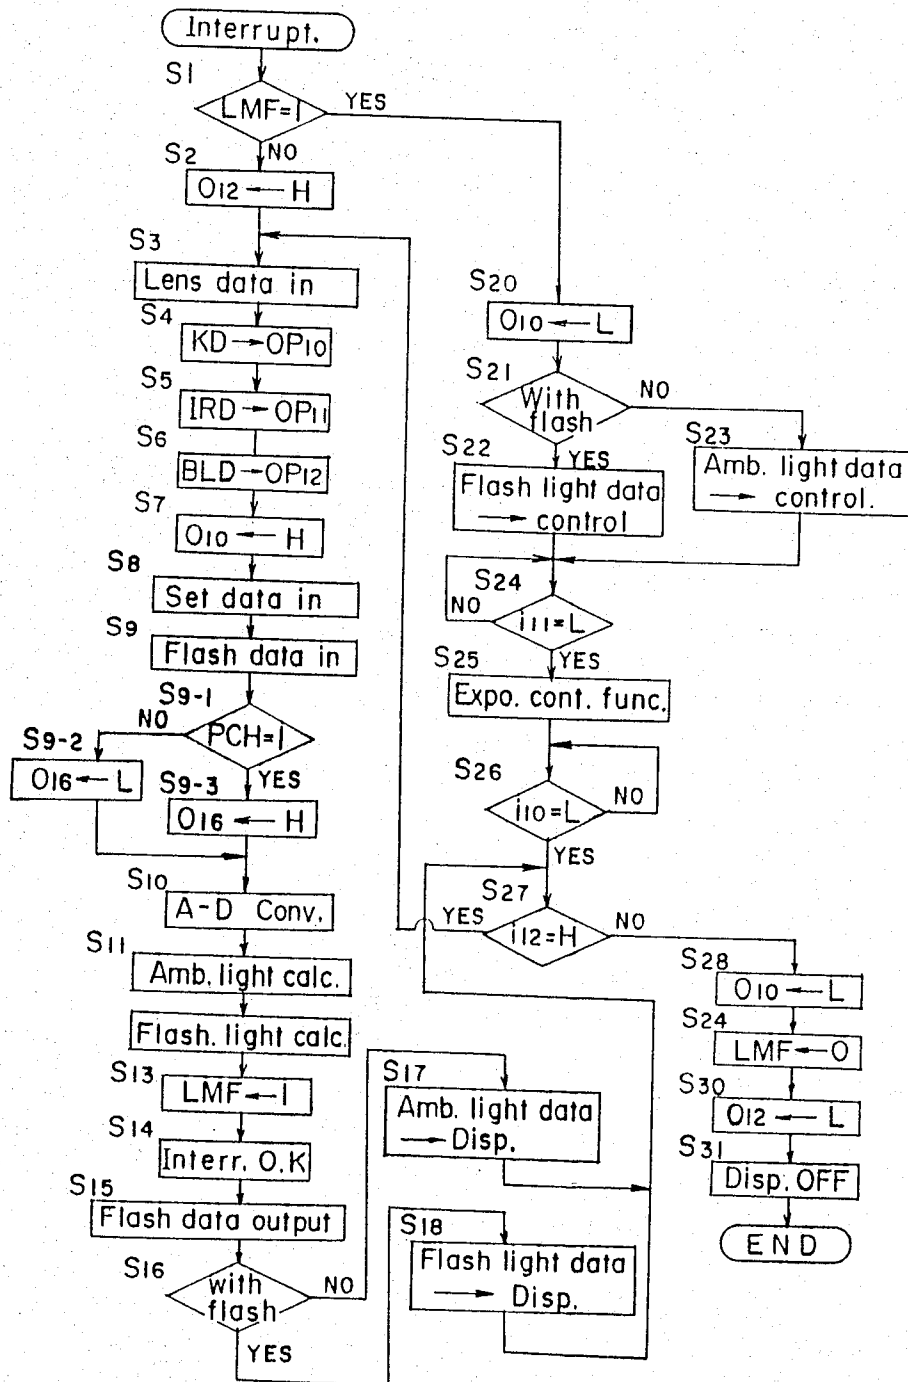 Interrupt.
S1
LMF=1
YES
NO
S2
O12 ← H
S3
Lens data in
S4
KD → OP10
S5
IRD → OP11
S6
BLD → OP12
S7
O10 ← H
S8
Set data in
S9
Flash data in
S9-1
PCH=1
NO
YES
S9-2
O16 ← L
S9-3
O16 ← H
S10
A-D Conv.
S11
Amb. light calc.
Flash. light calc.
S13
LMF ← 1
S14
Interr. O.K
S15
Flash data output
S16
with
flash
NO
YES
S17
Amb. light data
→ Disp.
S18
Flash light data
→ Disp.
S20
O10 ← L
S21
With
flash
NO
YES
S22
Flash light data
→ control
S23
Amb. light data
→ control.
S24
i11=L
NO
YES
S25
Expo. cont. func.
S26
i10=L
NO
YES
S27
i12=H
YES
NO
S28
O10 ← L
S24
LMF ← O
S30
O12 ← L
S31
Disp. OFF
END